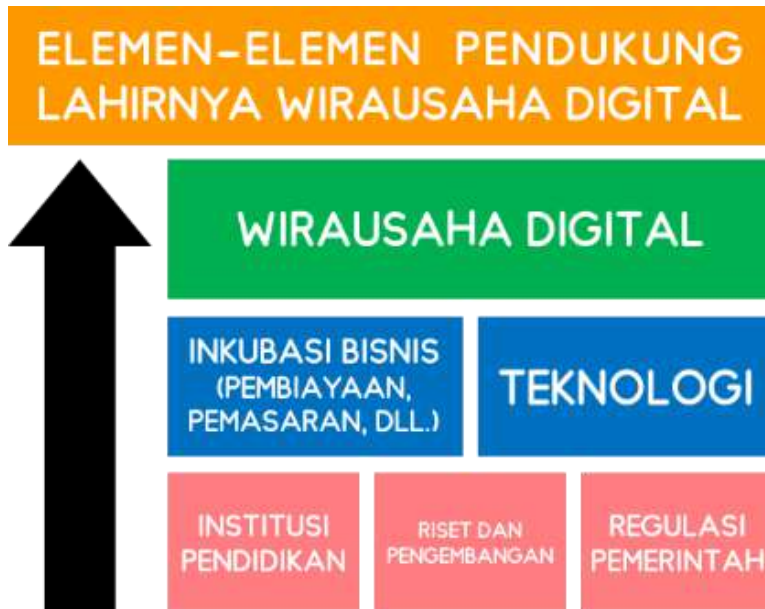 ELEMEN-ELEMEN PENDUKUNG
LAHIRNYA WIRAUSAHA DIGITAL
WIRAUSAHA DIGITAL
INKUBASI BISNIS
(PEMBIAYAAN,
PEMASARAN, DLL.)
TEKNOLOGI
INSTITUSI
PENDIDIKAN
RISET DAN
PENGEMBANGAN
REGULASI
PEMERINTAH